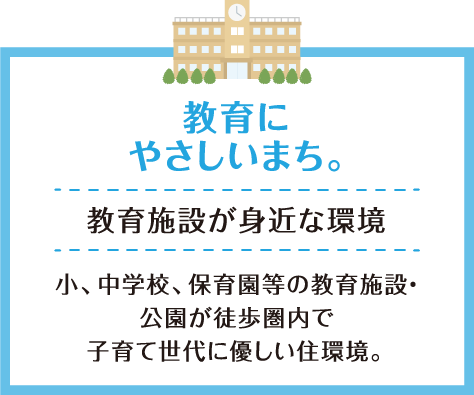 教育に
やさしいまち。
教育施設が身近な環境
小、中学校、保育園等の教育施設・
公園が徒歩圏内で
子育て世代に優しい住環境。